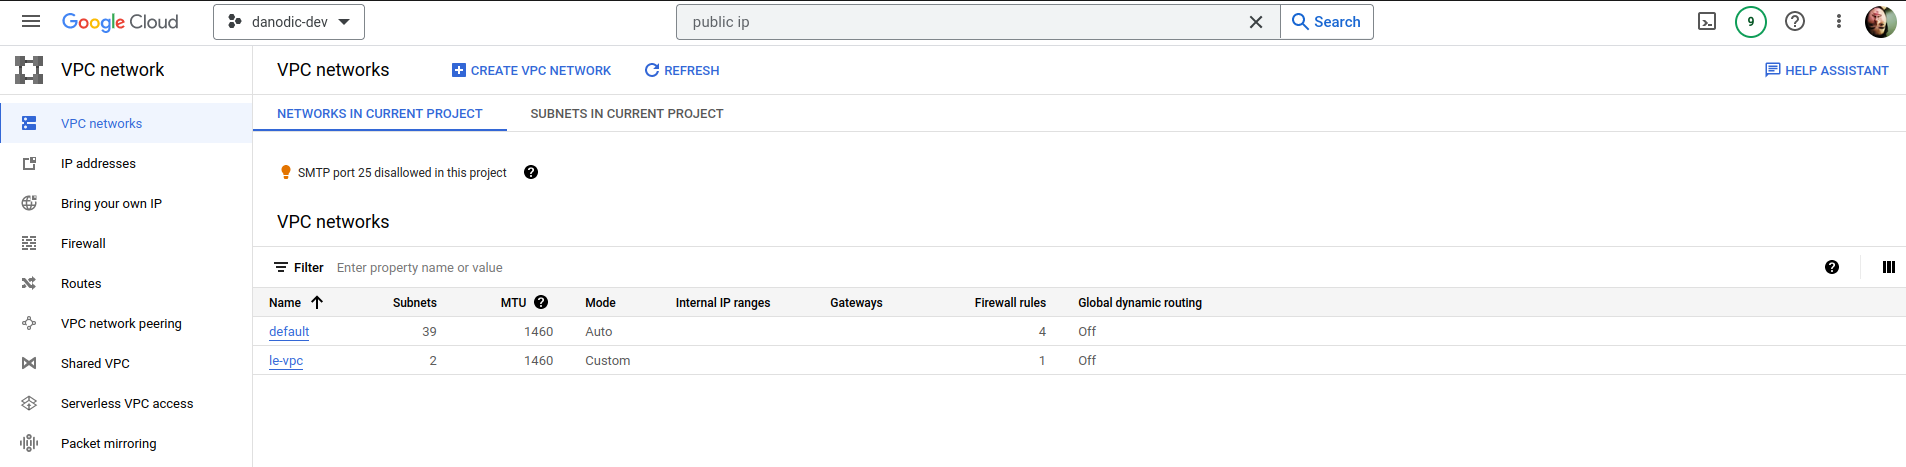 Google Cloud danodic-dev public ip Search 9
VPC network
VPC networks CREATE VPC NETWORK REFRESH HELP ASSISTANT
NETWORKS IN CURRENT PROJECT SUBNETS IN CURRENT PROJECT
VPC networks
IP addresses
Bring your own IP
Firewall
Routes
VPC network peering
Shared VPC
Serverless VPC access
Packet mirroring
SMTP port 25 disallowed in this project
VPC networks
Filter Enter property name or value
Name Subnets MTU Mode Internal IP ranges Gateways Firewall rules Global dynamic routing
default 39 1460 Auto 4 Off
le-vpc 2 1460 Custom 1 Off